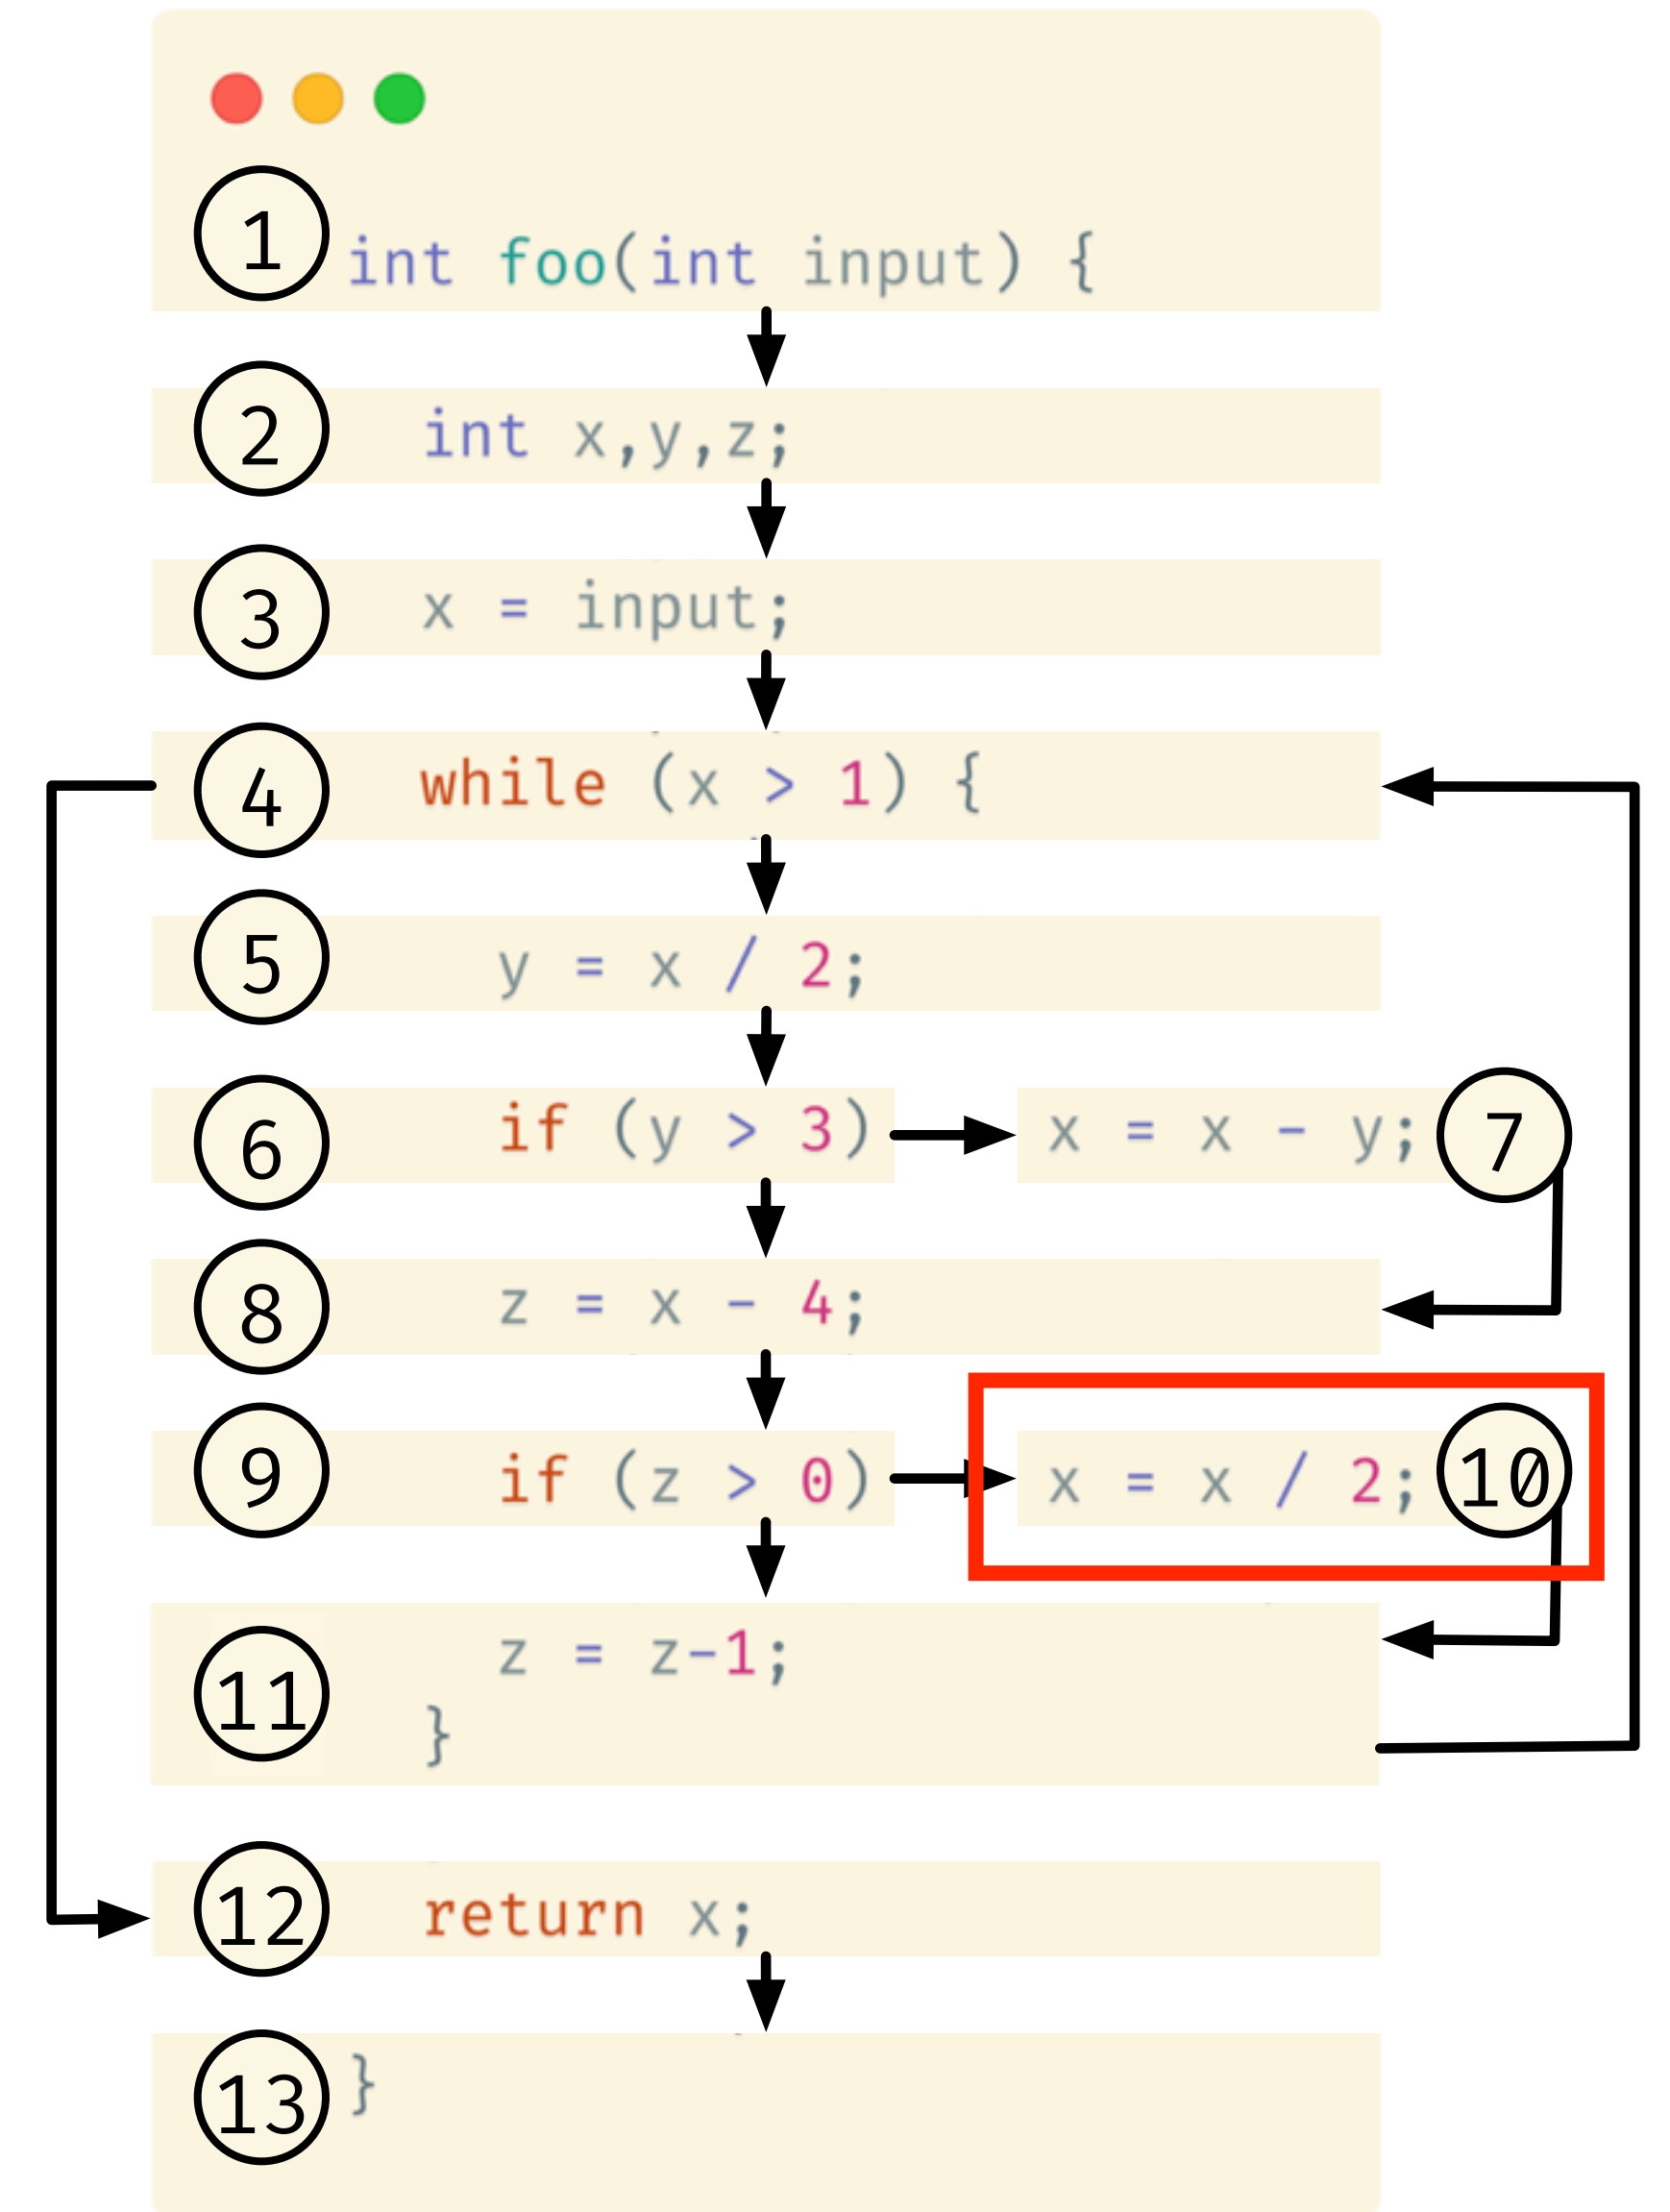 1 int foo(int input) {
2 int x,y,z;
3 x = input;
4 while (x > 1) {
5 y = x / 2;
6 if (y > 3) x = x - y; 7
8 z = x - 4;
9 if (z > 0) x = x / 2; 10
11 z = z-1;
}
12 return x;
13 }